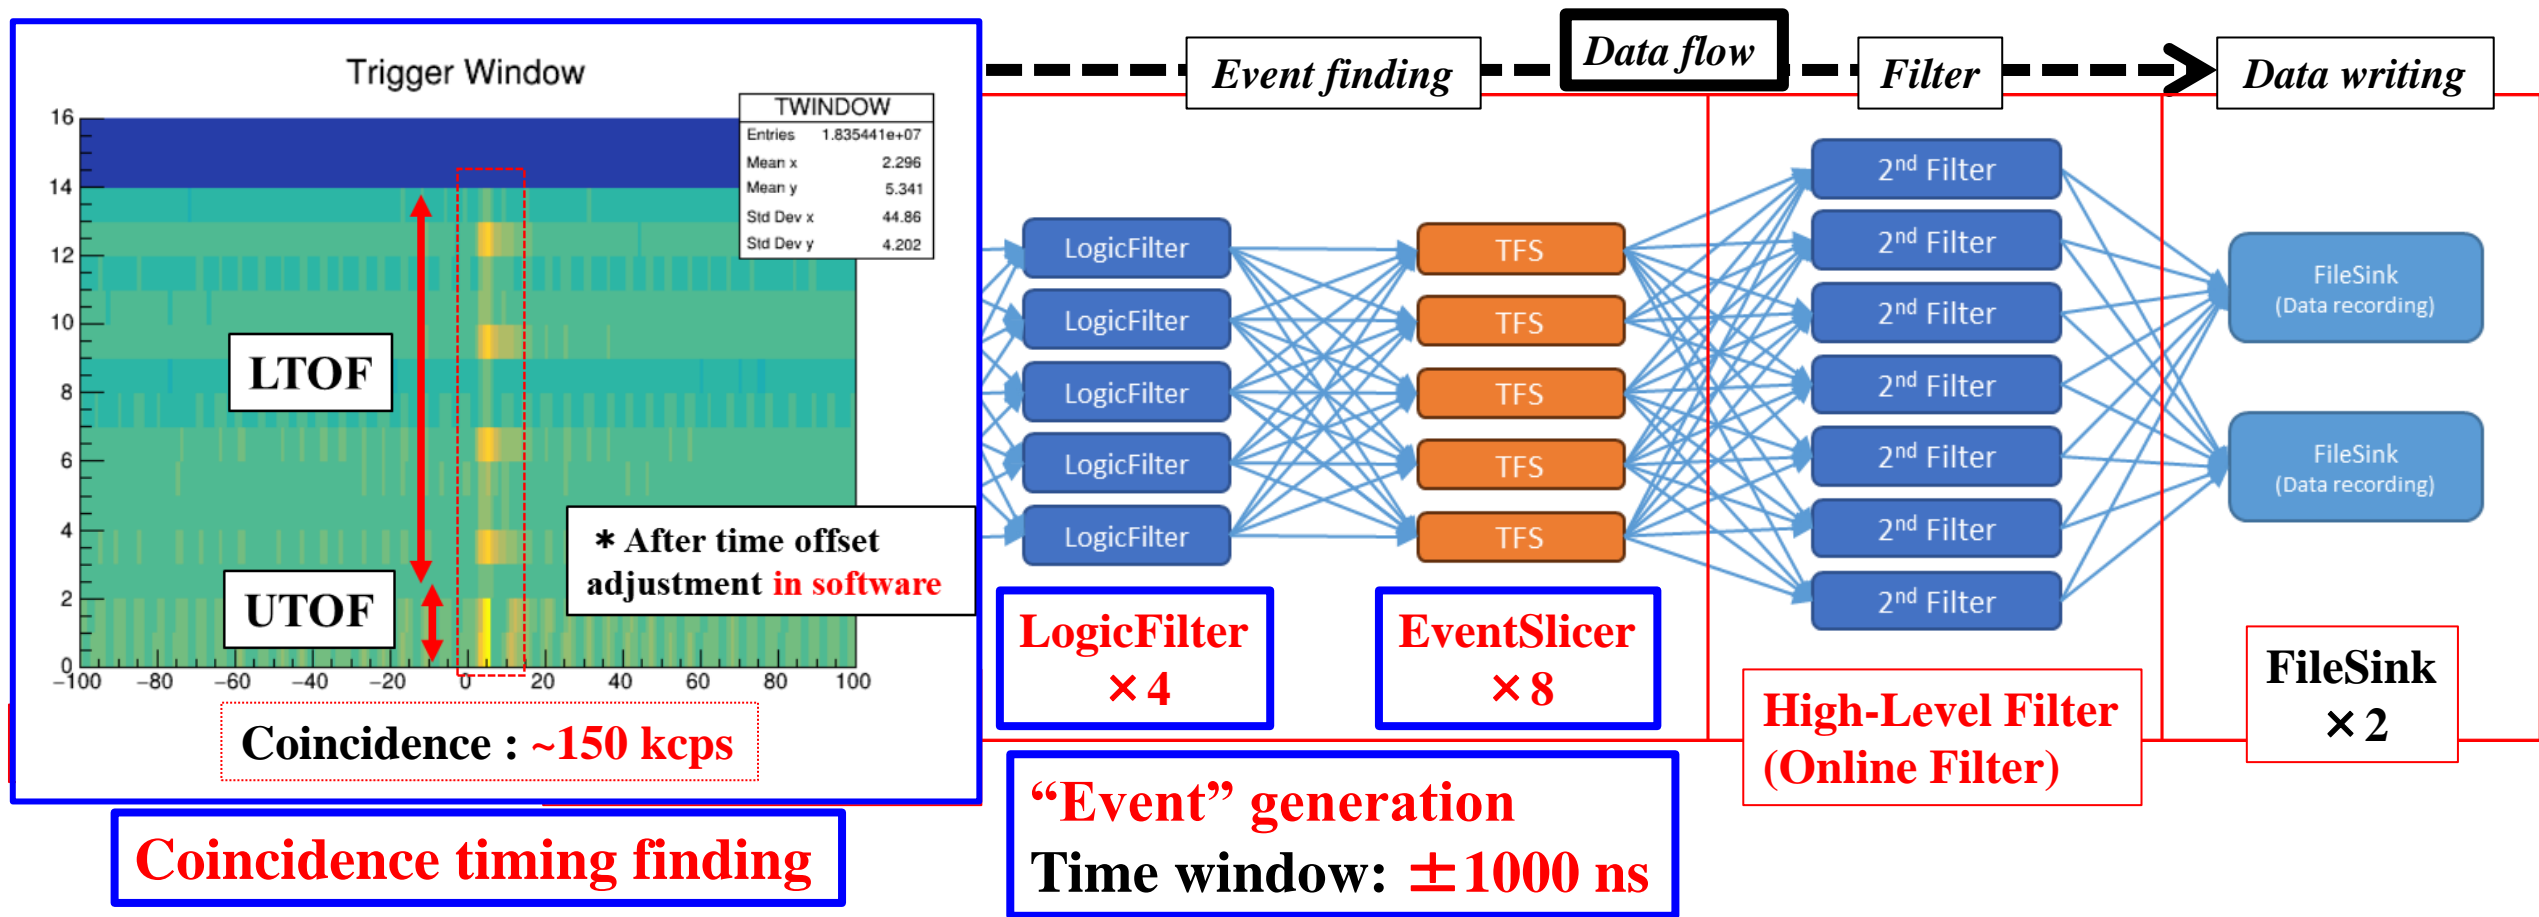 Trigger Window
TWINDOW
Entries 1.835441e+07
Mean x 2.296
Mean y 5.341
Std Dev x 44.86
Std Dev y 4.202
16
14
12
10
8
6
4
2
0
−100 −80 −60 −40 −20 0 20 40 60 80 100
LTOF
UTOF
* After time offset
adjustment in software
Coincidence : ~150 kcps
Coincidence timing finding
Data flow
Event finding
Filter
Data writing
LogicFilter
LogicFilter
LogicFilter
LogicFilter
LogicFilter
TFS
TFS
TFS
TFS
TFS
2nd Filter
2nd Filter
2nd Filter
2nd Filter
2nd Filter
2nd Filter
2nd Filter
FileSink
(Data recording)
FileSink
(Data recording)
LogicFilter
×4
EventSlicer
×8
High-Level Filter
(Online Filter)
FileSink
×2
“Event” generation
Time window: ±1000 ns